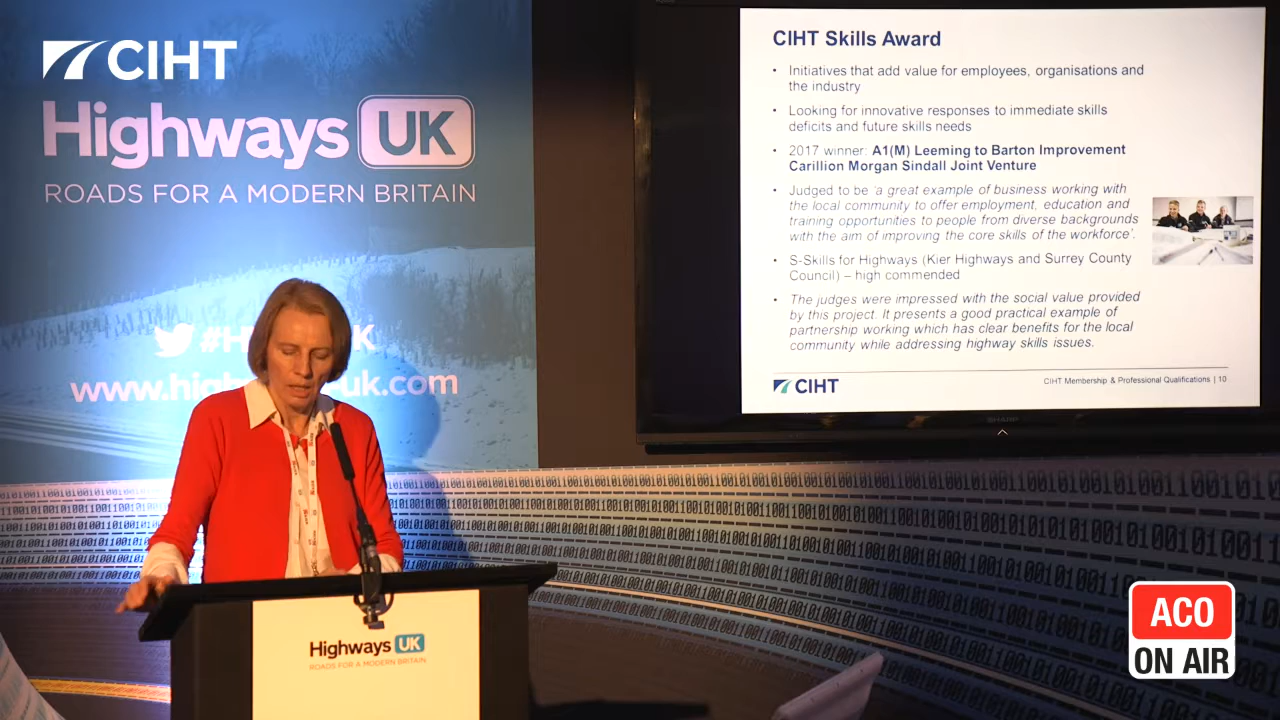 CIHT
Highways UK
ROADS FOR A MODERN BRITAIN
www.hig
uk.com
Highways UK
ROADS FOR A MODERN BRITAIN
CIHT Skills Award
• Initiatives that add value for employees, organisations and
the industry
• Looking for innovative responses to immediate skills
deficits and future skills needs
• 2017 winner: A1(M) Leeming to Barton Improvement
Carillion Morgan Sindall Joint Venture
• Judged to be 'a great example of business working with
the local community to offer employment, education and
training opportunities to people from diverse backgrounds
with the aim of improving the core skills of the workforce'.
• S-Skills for Highways (Kier Highways and Surrey County
Council) – high commended
• The judges were impressed with the social value provided
by this project. It presents a good practical example of
partnership working which has clear benefits for the local
community while addressing highway skills issues.
CIHT
CIHT Membership & Professional Qualifications | 10
SHARP
ACO
ON AIR